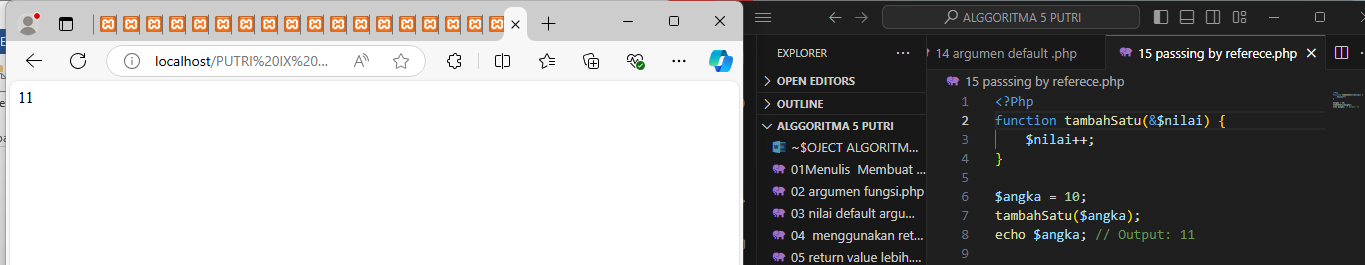 localhost/PUTRI%20IX%20...
11
ALGGORITMA 5 PUTRI
EXPLORER
OPEN EDITORS
OUTLINE
ALGGORITMA 5 PUTRI
~$OJECT ALGORITM...
01Menulis Membuat ...
02 argumen fungsi.php
03 nilai default argu...
04 menggunakan ret...
05 return value lebih....
14 argumen default .php
15 passsing by referece.php
15 passsing by referece.php
1 <?Php
2 function tambahSatu(&$nilai) {
3 $nilai++;
4 }
5
6 $angka = 10;
7 tambahSatu($angka);
8 echo $angka; // Output: 11
9